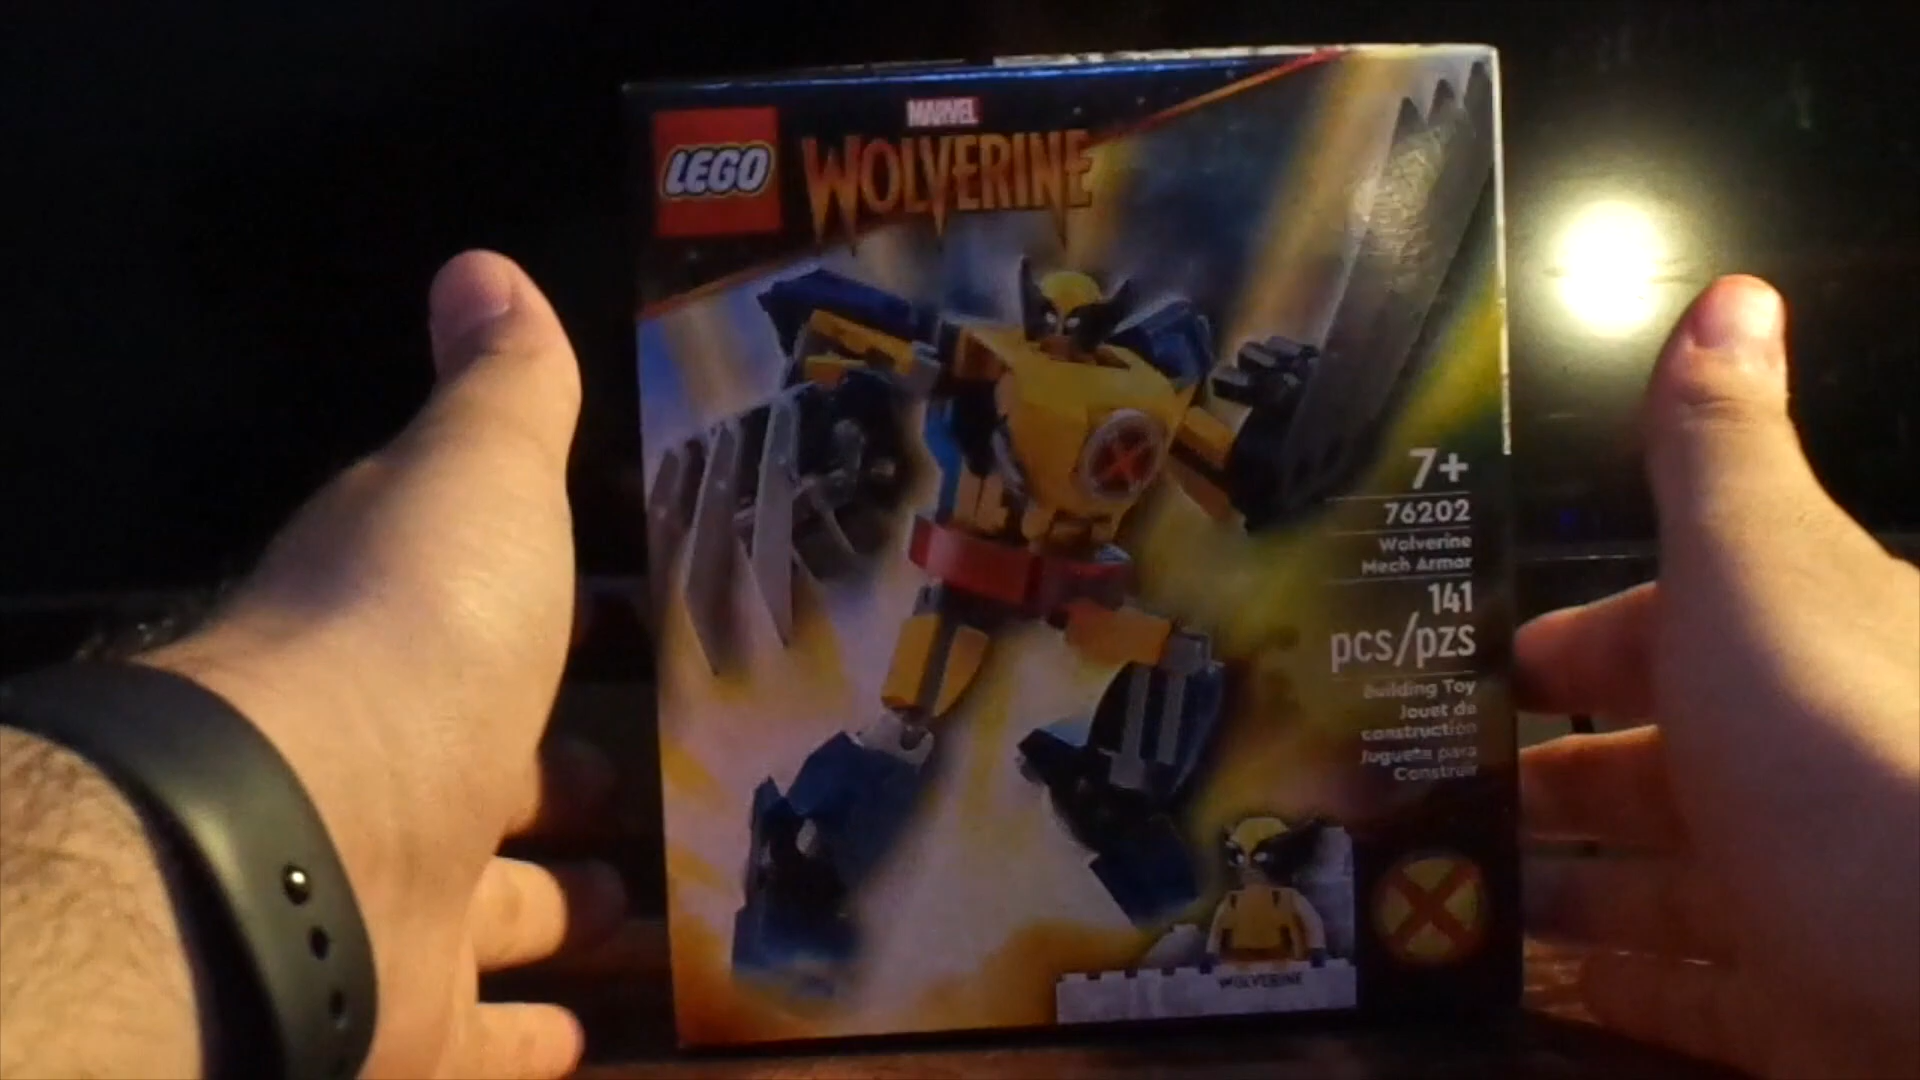 MARVEL
LEGO
WOLVERINE
7+
76202
Wolverine
Mech Armor
141
pcs/pzs
Building Toy
Jouet de
construction
Juguete para
Construir
WOLVERINE